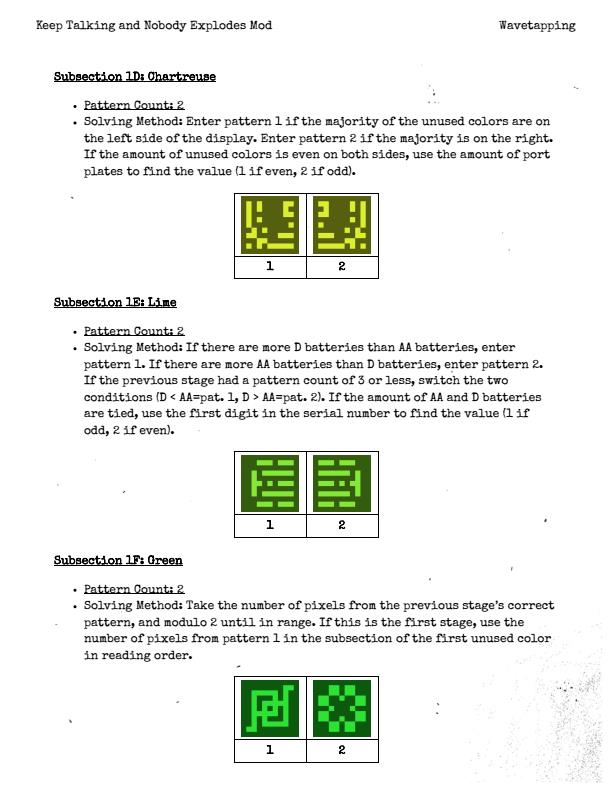 Keep Talking and Nobody Explodes Mod Wavetapping
Subsection 1D: Chartreuse
• Pattern Count: 2
• Solving Method: Enter pattern 1 if the majority of the unused colors are on
the left side of the display. Enter pattern 2 if the majority is on the right.
If the amount of unused colors is even on both sides, use the amount of port
plates to find the value (1 if even, 2 if odd).
1 2
Subsection 1E: Lime
• Pattern Count: 2
• Solving Method: If there are more D batteries than AA batteries, enter
pattern 1. If there are more AA batteries than D batteries, enter pattern 2.
If the previous stage had a pattern count of 3 or less, switch the two
conditions (D < AA=pat. 1, D > AA=pat. 2). If the amount of AA and D batteries
are tied, use the first digit in the serial number to find the value (1 if
odd, 2 if even).
1 2
Subsection 1F: Green
• Pattern Count: 2
• Solving Method: Take the number of pixels from the previous stage's correct
pattern, and modulo 2 until in range. If this is the first stage, use the
number of pixels from pattern 1 in the subsection of the first unused color
in reading order.
1 2